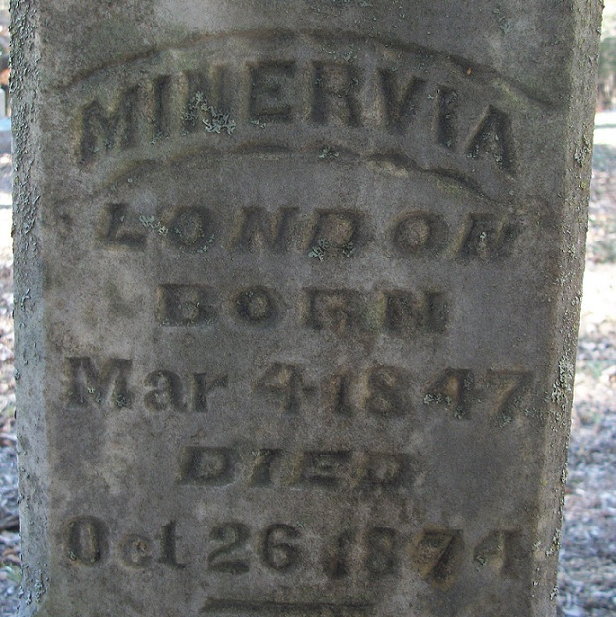 MINERVIA
LONDON
BORN
Mar 4 1847
DIED
Oct 26 1874